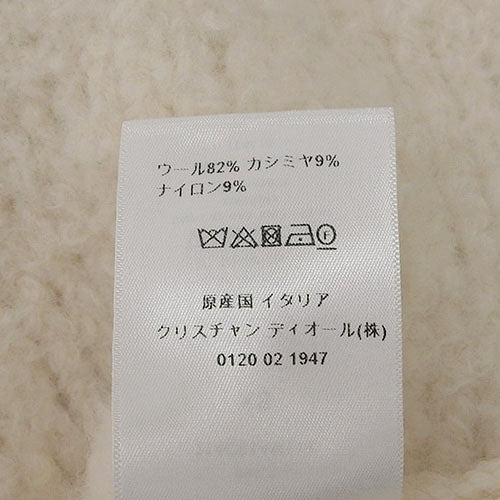 ウール82% カシミヤ9%
ナイロン9%
F
原産国 イタリア
クリスチャン ディオール(株)
0120 02 1947